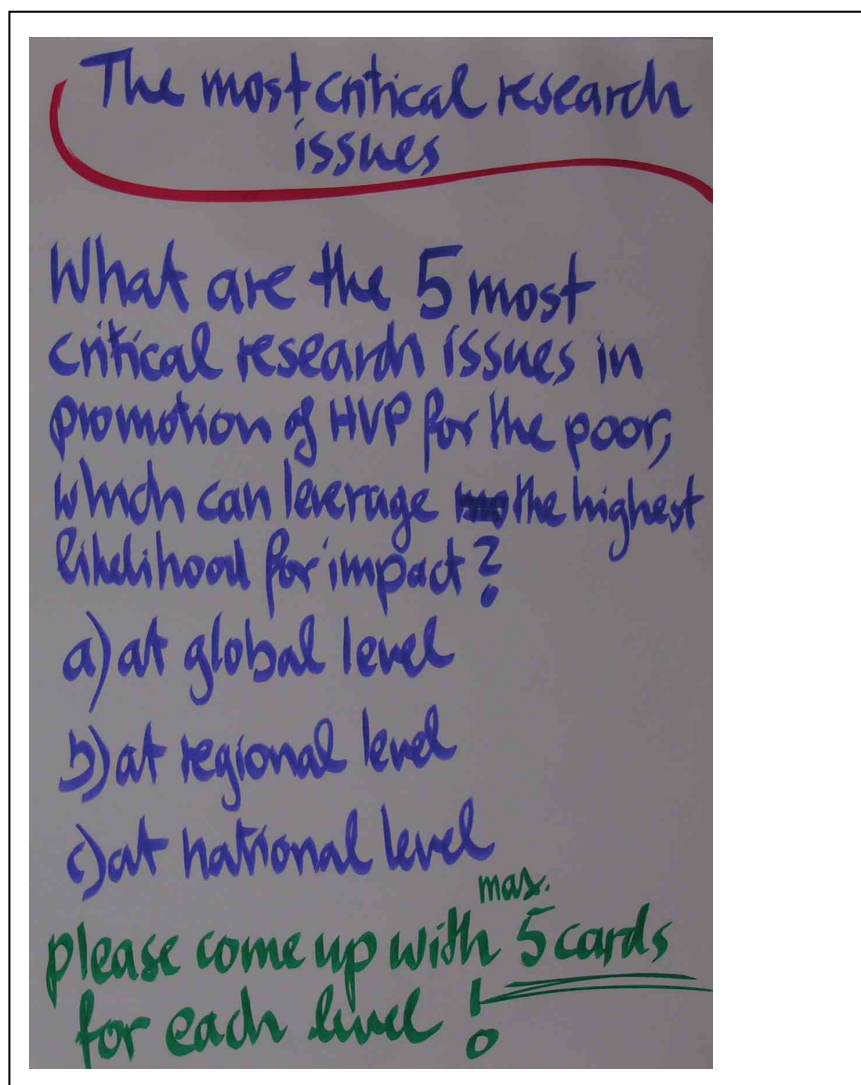 The most critical research
issues
What are the 5 most
critical research issues in
promotion of HVP for the poor,
which can leverage the highest
likelihood for impact?
a) at global level
b) at regional level
c) at national level
max.
please come up with 5 cards
for each level !